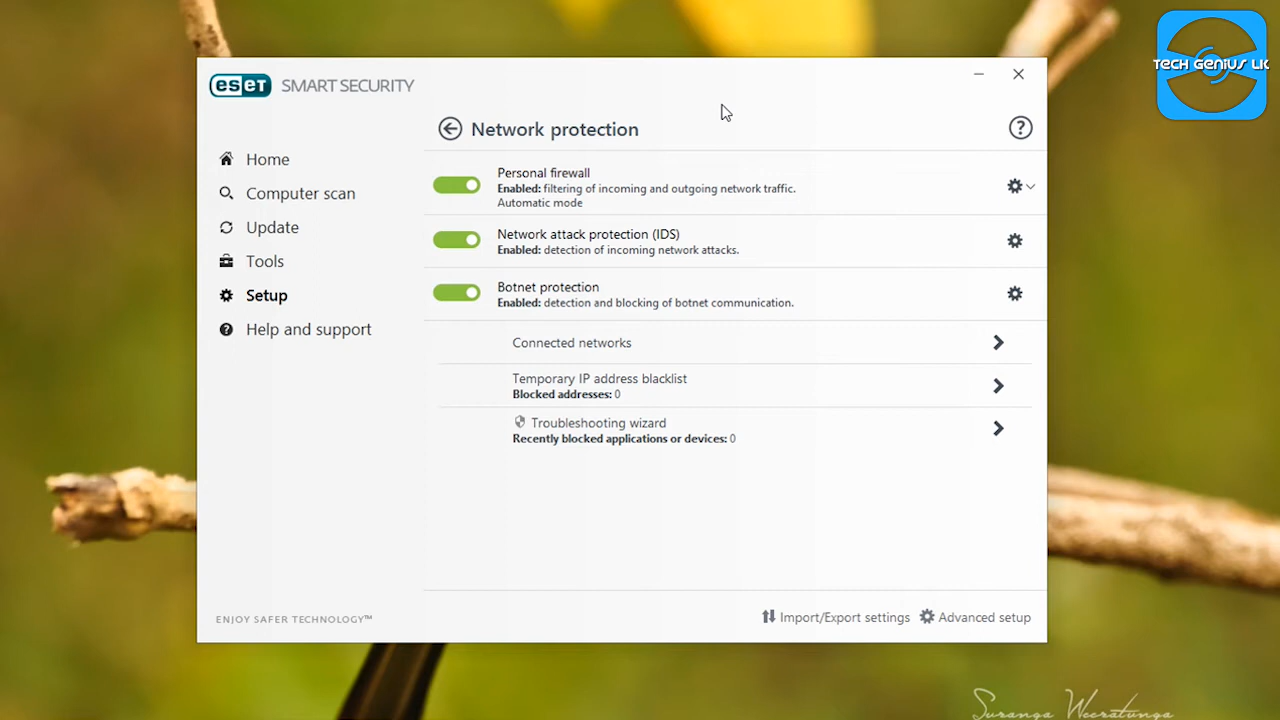 TECH GENIUS LK
eset SMART SECURITY
Network protection
Home
Computer scan
Update
Tools
Setup
Help and support
Personal firewall
Enabled: filtering of incoming and outgoing network traffic.
Automatic mode
Network attack protection (IDS)
Enabled: detection of incoming network attacks.
Botnet protection
Enabled: detection and blocking of botnet communication.
Connected networks
Temporary IP address blacklist
Blocked addresses: 0
Troubleshooting wizard
Recently blocked applications or devices: 0
ENJOY SAFER TECHNOLOGY™
Import/Export settings
Advanced setup
Suranga Weeratunga